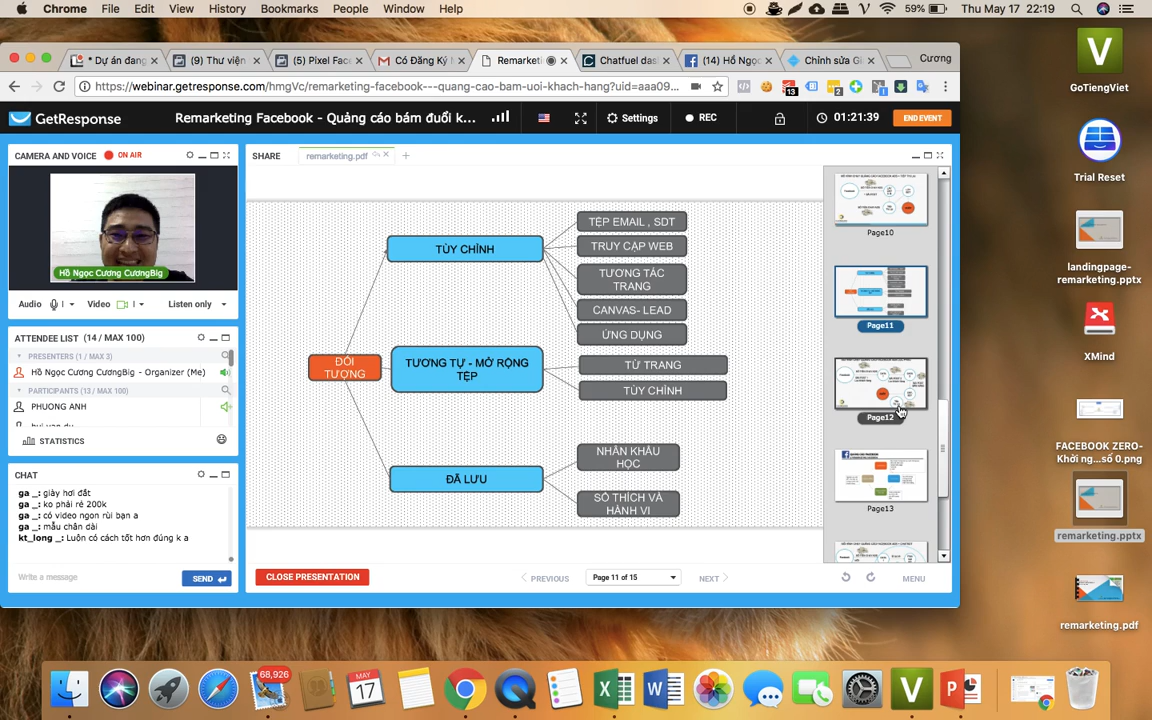 Chrome File Edit View History Bookmarks People Window Help
59% Thu May 17 22:19
* Dự án đang
(9) Thư viện
(5) Pixel Fac
Có Đăng Ký
Remarketi
Chatfuel das
(14) Hồ Ngọc
Chỉnh sửa
Cương
https://webinar.getresponse.com/hmgVc/remarketing-facebook---quang-cao-bam-uoi-khach-hang?uid=aaa09...
13
2
GetResponse
Remarketing Facebook - Quảng cáo bám đuổi k...
Settings
REC
01:21:39
END EVENT
CAMERA AND VOICE
ON AIR
Hồ Ngọc Cương CươngBig
Audio
Video
Listen only
ATTENDEE LIST (14 / MAX 100)
PRESENTERS (1 / MAX 3)
Hồ Ngọc Cương CươngBig - Organizer (Me)
PARTICIPANTS (13 / MAX 100)
PHUONG ANH
STATISTICS
CHAT
ga _: giày hơi đắt
ga _: ko phải rẻ 200k
ga _: có video ngon rùi bạn a
ga _: mẫu chân dài
kt_long _: Luôn có cách tốt hơn đúng k a
Write a message
SEND
SHARE
remarketing.pdf
ĐỐI
TƯỢNG
TÙY CHỈNH
TỆP EMAIL , SDT
TRUY CẬP WEB
TƯƠNG TÁC
TRANG
CANVAS- LEAD
ỨNG DỤNG
TƯƠNG TỰ - MỞ RỘNG
TỆP
TỪ TRANG
TÙY CHỈNH
ĐÃ LƯU
NHÂN KHẨU
HỌC
SỞ THÍCH VÀ
HÀNH VI
Page10
Page11
Page12
Page13
CLOSE PRESENTATION
PREVIOUS
Page 11 of 15
NEXT
MENU
V
GoTiengViet
Trial Reset
landingpage-
remarketing.pptx
XMind
FACEBOOK ZERO-
Khởi ng...số 0.png
remarketing.pptx
remarketing.pdf
68,926
MAY
17